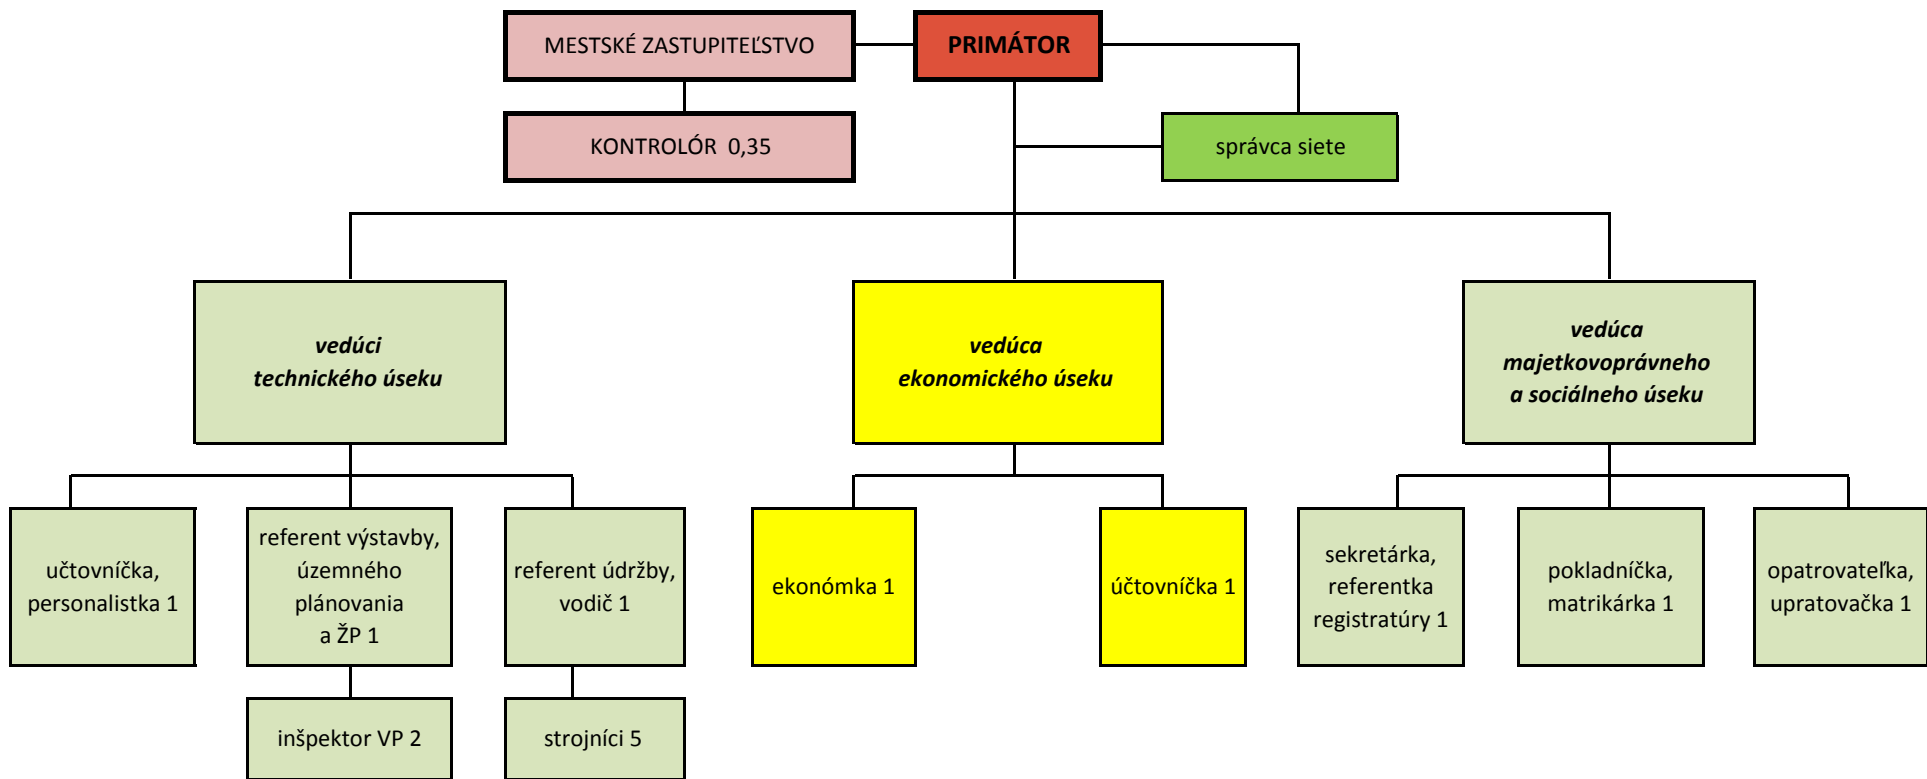 MESTSKÉ ZASTUPITEĽSTVO
PRIMÁTOR
KONTROLÓR  0,35
správca siete
vedúci
technického úseku
vedúca
ekonomického úseku
vedúca
majetkovoprávneho
a sociálneho úseku
učtovníčka,
personalistka 1
referent výstavby,
územného
plánovania
a ŽP 1
referent údržby,
vodič 1
ekonómka 1
účtovníčka 1
sekretárka,
referentka
registratúry 1
pokladníčka,
matrikárka 1
opatrovateľka,
upratovačka 1
inšpektor VP 2
strojníci 5